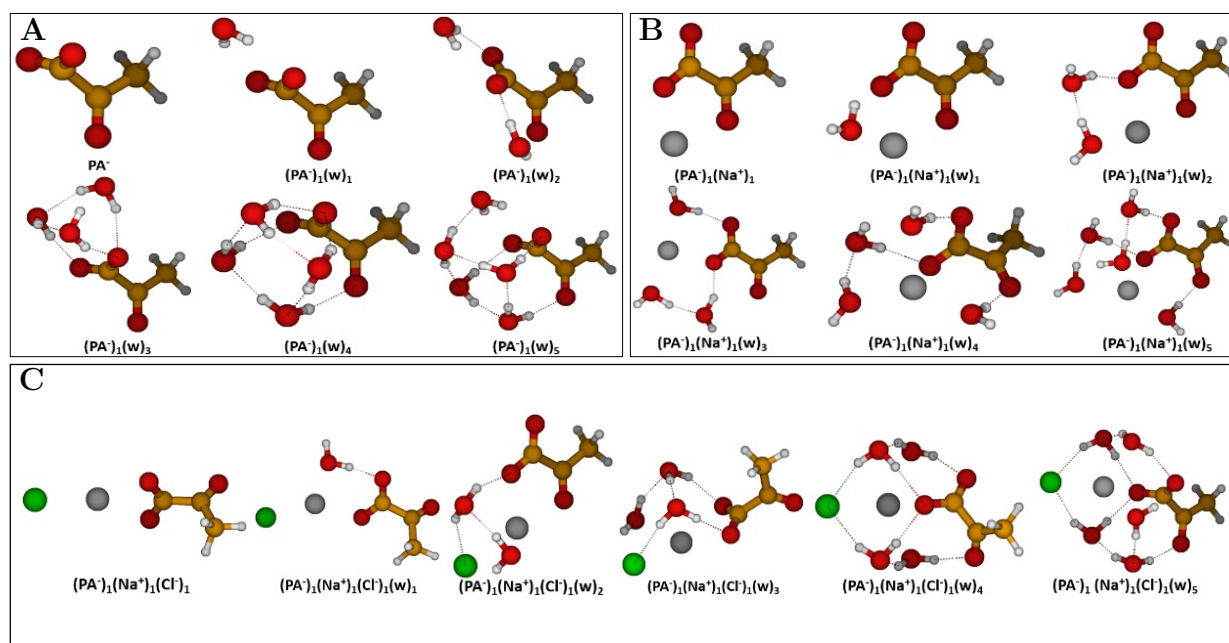 A
PA⁻
(PA⁻)₁(w)₁
(PA⁻)₁(w)₂
(PA⁻)₁(w)₃
(PA⁻)₁(w)₄
(PA⁻)₁(w)₅
B
(PA⁻)₁(Na⁺)₁
(PA⁻)₁(Na⁺)₁(w)₁
(PA⁻)₁(Na⁺)₁(w)₂
(PA⁻)₁(Na⁺)₁(w)₃
(PA⁻)₁(Na⁺)₁(w)₄
(PA⁻)₁(Na⁺)₁(w)₅
C
(PA⁻)₁(Na⁺)₁(Cl⁻)₁
(PA⁻)₁(Na⁺)₁(Cl⁻)₁(w)₁
(PA⁻)₁(Na⁺)₁(Cl⁻)₁(w)₂
(PA⁻)₁(Na⁺)₁(Cl⁻)₁(w)₃
(PA⁻)₁(Na⁺)₁(Cl⁻)₁(w)₄
(PA⁻)₁ (Na⁺)₁(Cl⁻)₁(w)₅